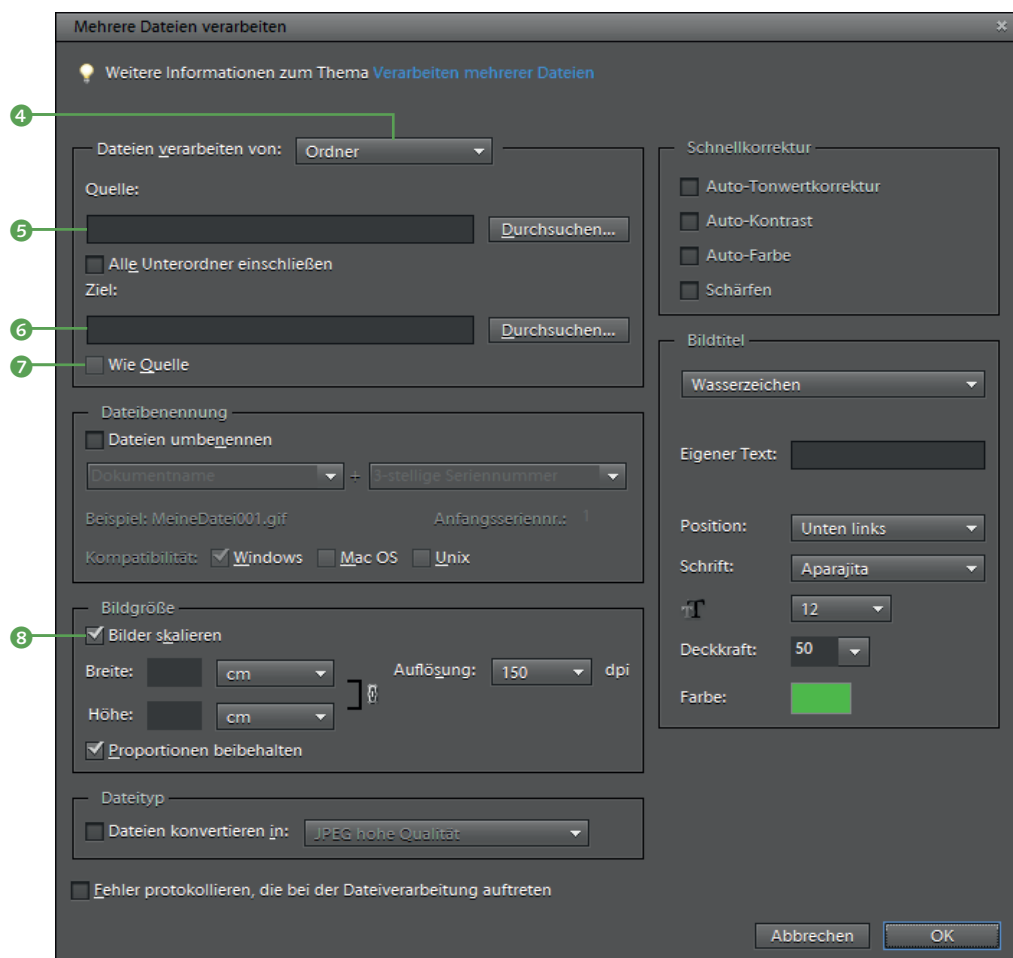 Mehrere Dateien verarbeiten ×
Weitere Informationen zum Thema Verarbeiten mehrerer Dateien
4
Dateien verarbeiten von: Ordner
Quelle:
5
Durchsuchen...
Alle Unterordner einschließen
Ziel:
6
Durchsuchen...
7
Wie Quelle
Dateibenennung
Dateien umbenennen
Dokumentname + 3-stellige Seriennummer
Beispiel: MeineDatei001.gif Anfangsseriennr.: 1
Kompatibilität: Windows Mac OS Unix
Bildgröße
8
Bilder skalieren
Breite: cm Auflösung: 150 dpi
Höhe: cm
Proportionen beibehalten
Dateityp
Dateien konvertieren in: JPEG hohe Qualität
Fehler protokollieren, die bei der Dateiverarbeitung auftreten
Schnellkorrektur
Auto-Tonwertkorrektur
Auto-Kontrast
Auto-Farbe
Schärfen
Bildtitel
Wasserzeichen
Eigener Text:
Position: Unten links
Schrift: Aparajita
TT 12
Deckkraft: 50
Farbe:
Abbrechen OK